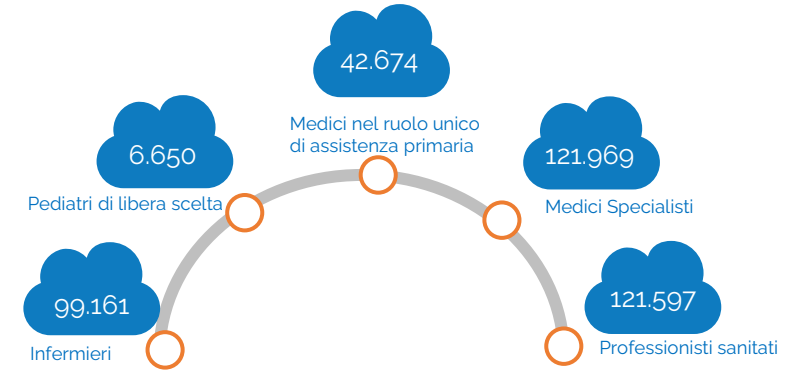 42.674
Medici nel ruolo unico
di assistenza primaria
6.650
Pediatri di libera scelta
121.969
Medici Specialisti
99.161
Infermieri
121.597
Professionisti sanitati